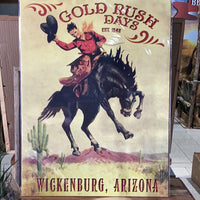 GOLD RUSH
DAYS
EST. 1948
WICKENBURG, ARIZONA